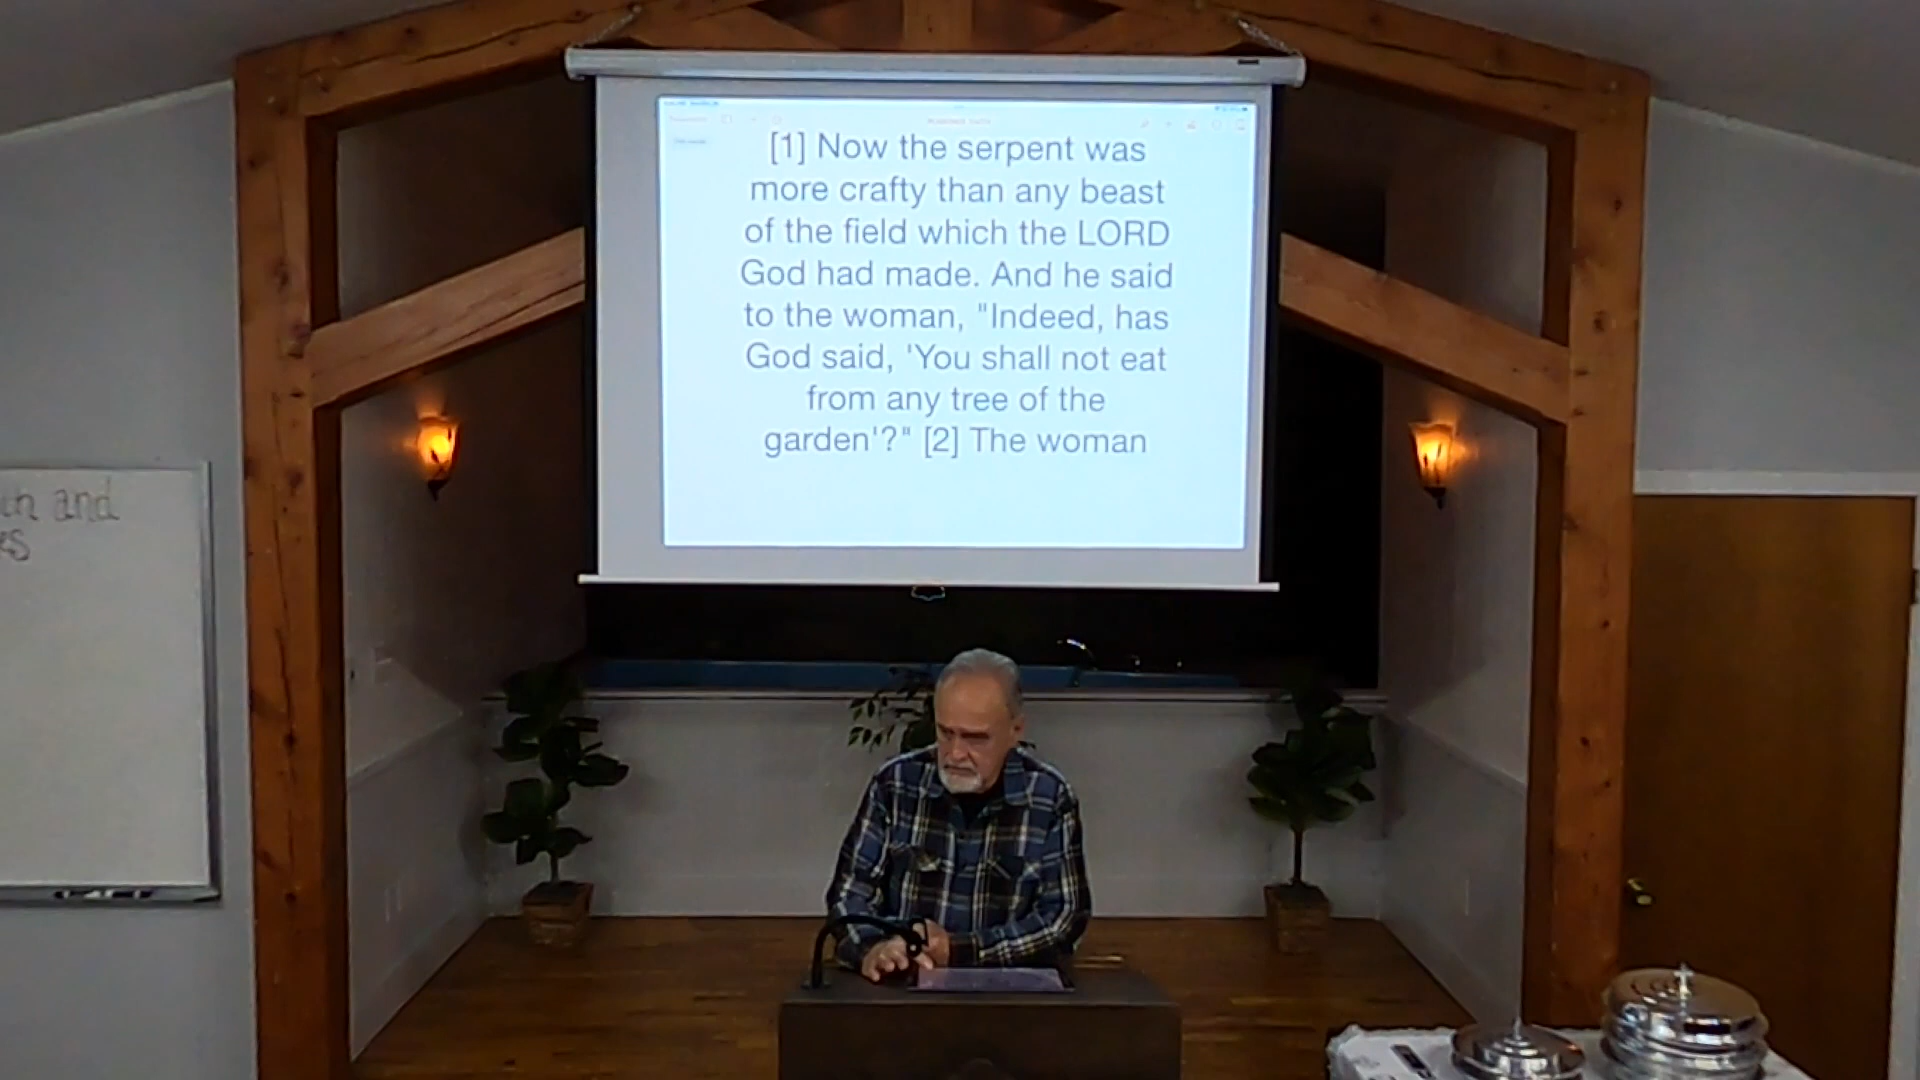 [1] Now the serpent was
more crafty than any beast
of the field which the LORD
God had made. And he said
to the woman, "Indeed, has
God said, 'You shall not eat
from any tree of the
garden'?" [2] The woman
and